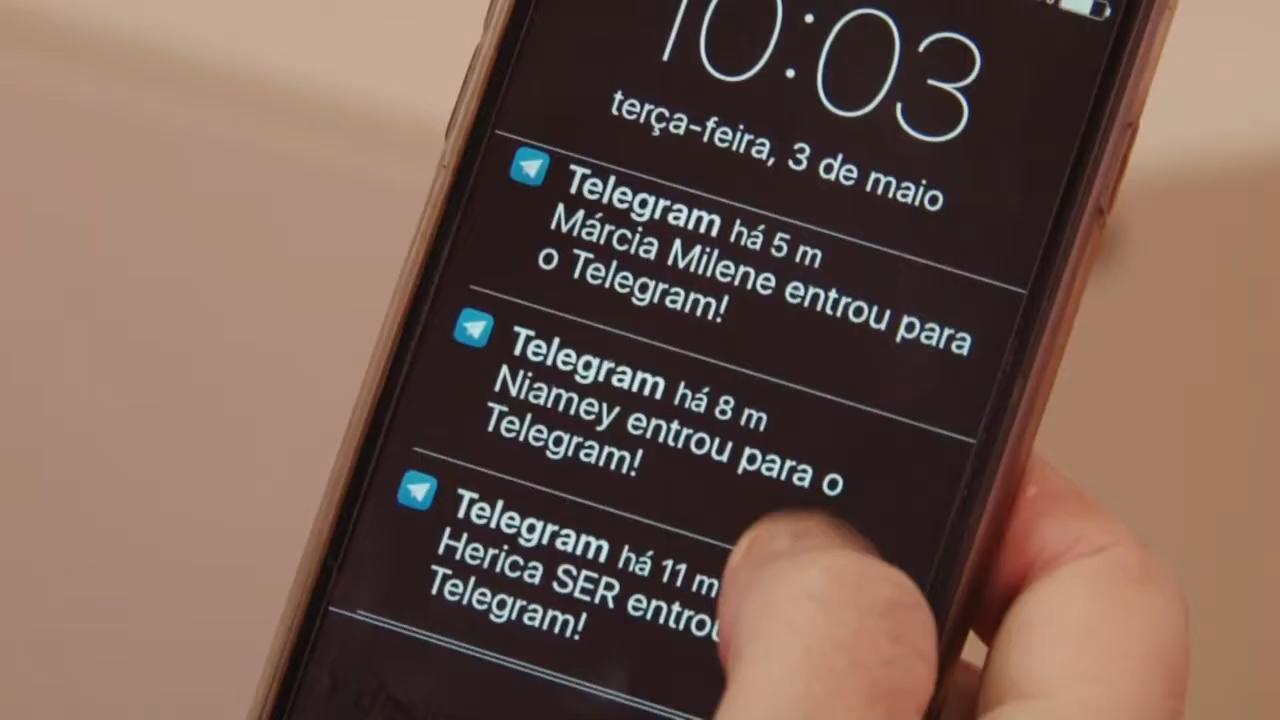 10:03
terça-feira, 3 de maio
Telegram há 5 m
Márcia Milene entrou para
o Telegram!
Telegram há 8 m
Niamey entrou para o
Telegram!
Telegram há 11 m
Herica SER entrou
Telegram!